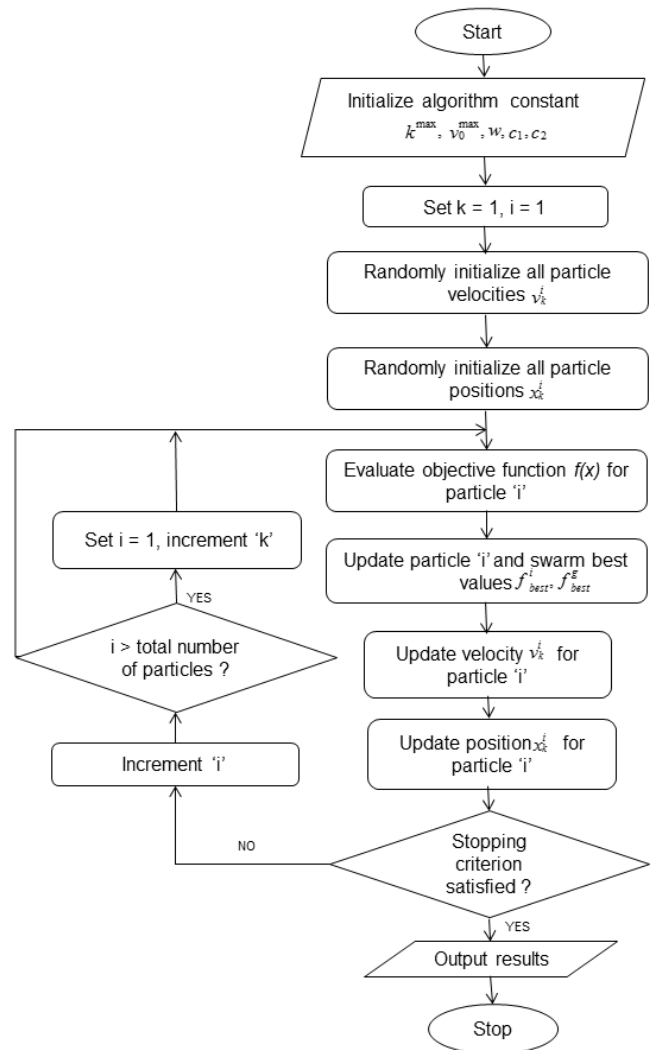 Start
Initialize algorithm constant
k^max, v_0^max, w, c_1, c_2
Set k = 1, i = 1
Randomly initialize all particle
velocities v_k^i
Randomly initialize all particle
positions x_k^i
Evaluate objective function f(x) for
particle ‘i’
Update particle ‘i’ and swarm best
values f_best^i, f_best^g
Update velocity v_k^i for
particle ‘i’
Update position x_k^i for
particle ‘i’
Stopping
criterion
satisfied ?
NO
Increment ‘i’
i > total number
of particles ?
YES
Set i = 1, increment ‘k’
YES
Output results
Stop